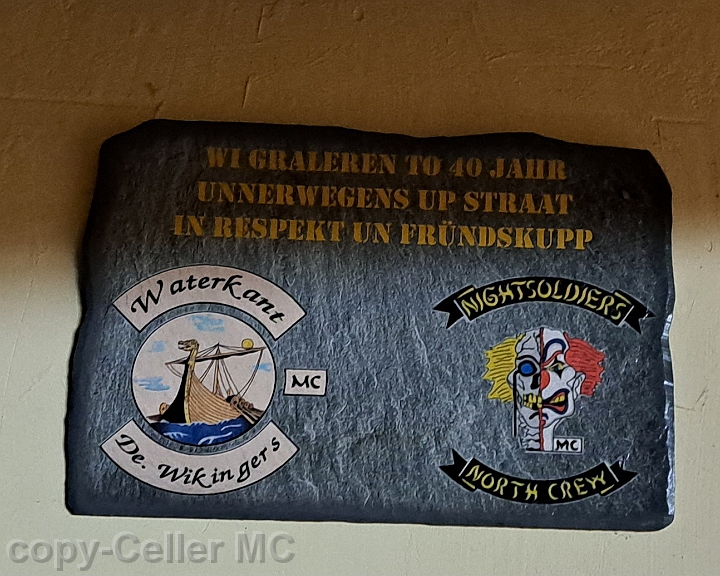 WI GRALEREN TO 40 JAHR
UNNERWEGENS UP STRAAT
IN RESPEKT UN FRÜNDSKUPP
Waterkant
MC
De. Wikingers
NIGHTSOLDIERS
MC
NORTH CREW
copy-Celler MC